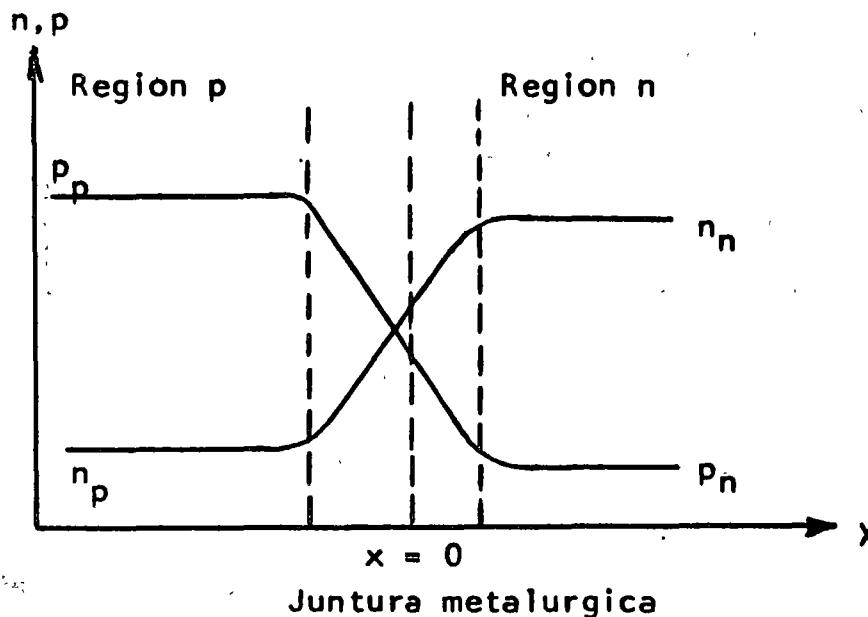 n,p
Region p
Region n
p_p
n_n
n_p
p_n
x = 0
Juntura metalurgica